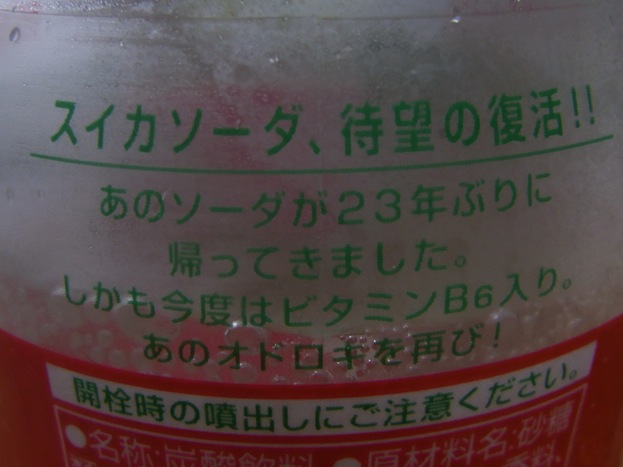 スイカソーダ、待望の復活!!
あのソーダが23年ぶりに
帰ってきました。
しかも今度はビタミンB6入り。
あのオドロキを再び!
開栓時の噴出しにご注意ください。
●名称:炭酸飲料 ●原材料名:砂糖
香料、